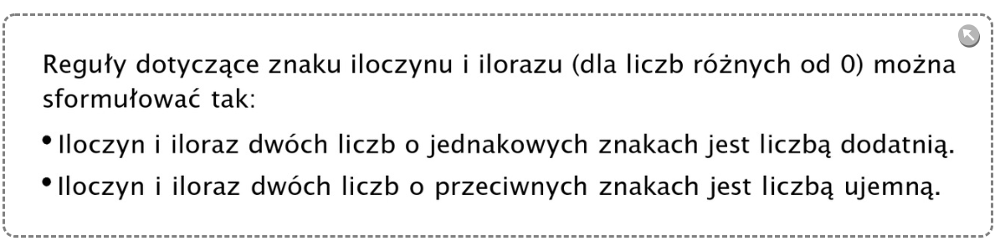 Reguły dotyczące znaku iloczynu i ilorazu (dla liczb różnych od 0) można
sformułować tak:
• Iloczyn i iloraz dwóch liczb o jednakowych znakach jest liczbą dodatnią.
• Iloczyn i iloraz dwóch liczb o przeciwnych znakach jest liczbą ujemną.